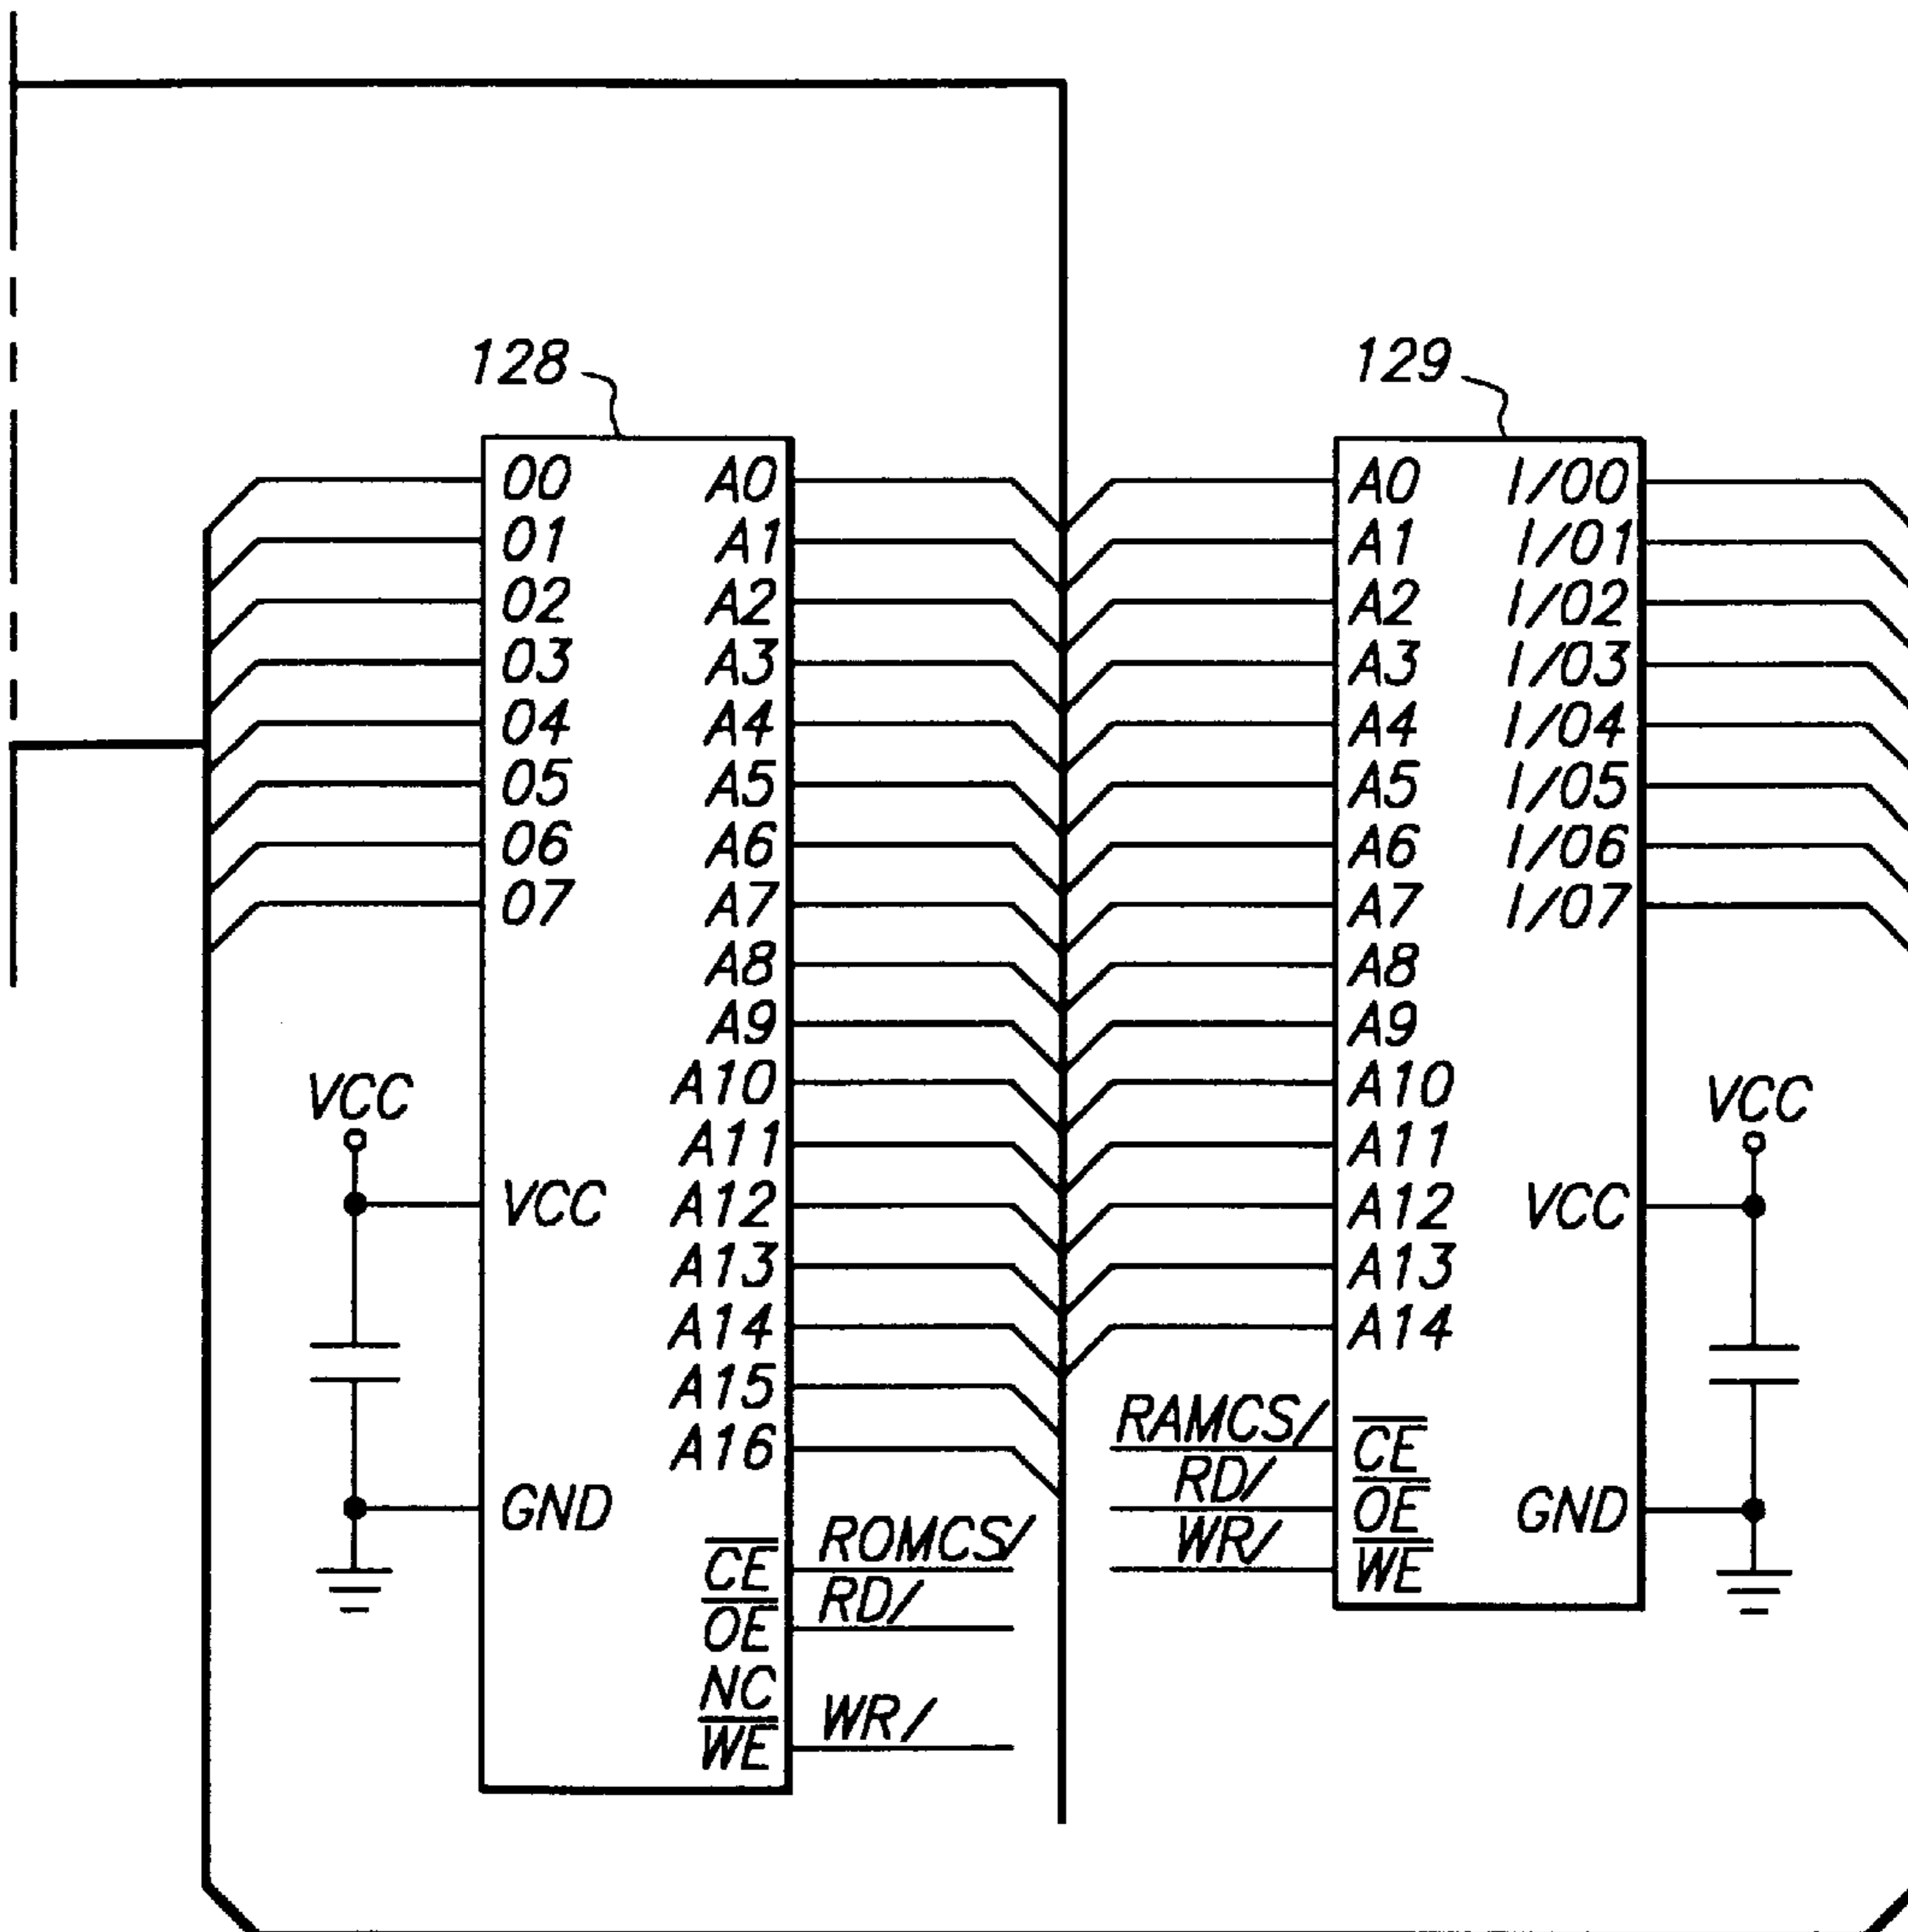 128
129
00 A0
01 A1
02 A2
03 A3
04 A4
05 A5
06 A6
07 A7
A8
A9
A10
A11
A12
A13
A14
A15
A16
VCC
VCC
GND
CE ROMCS/
OE RD/
NC
WE WR/
A0 I/00
A1 I/01
A2 I/02
A3 I/03
A4 I/04
A5 I/05
A6 I/06
A7 I/07
A8
A9
A10
A11
A12
A13
A14
VCC
VCC
RAMCS/ CE
RD/ OE
WR/ WE
GND